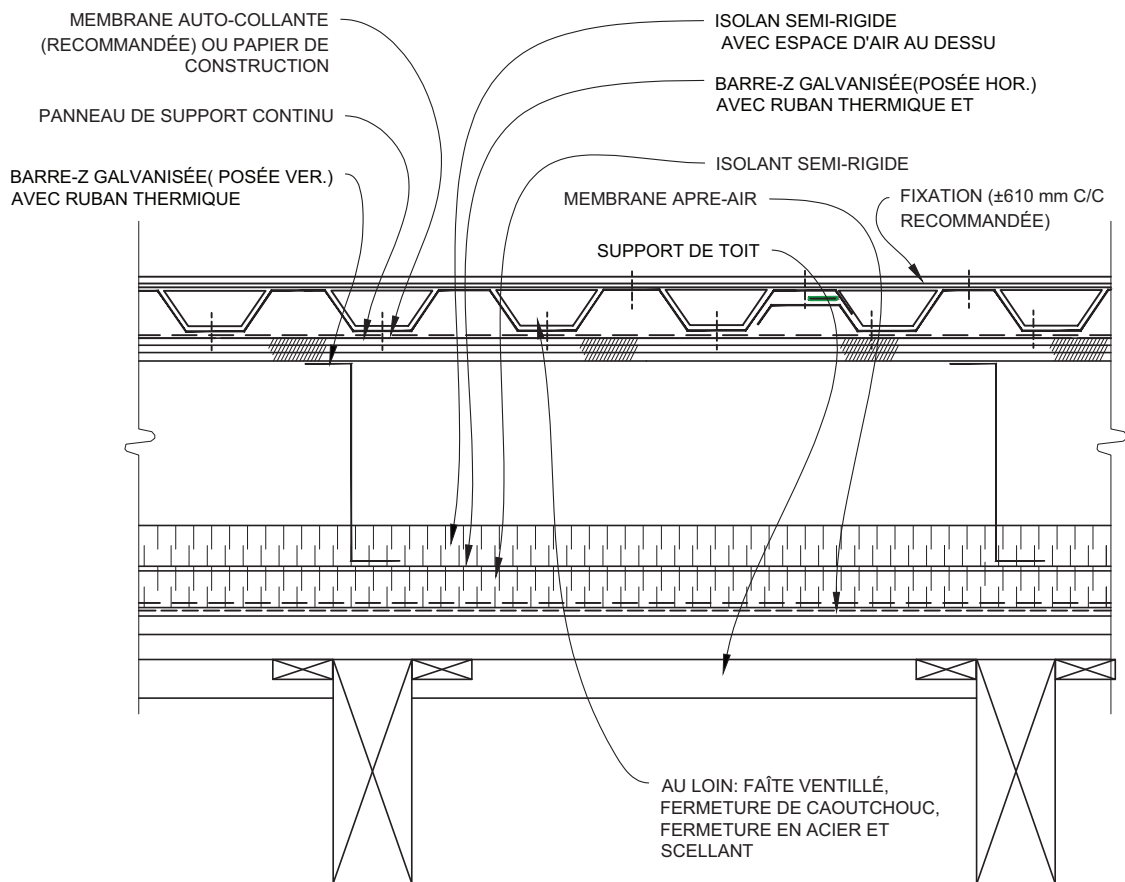 MEMBRANE AUTO-COLLANTE
(RECOMMANDÉE) OU PAPIER DE
CONSTRUCTION
PANNEAU DE SUPPORT CONTINU
BARRE-Z GALVANISÉE( POSÉE VER.)
AVEC RUBAN THERMIQUE
ISOLAN SEMI-RIGIDE
AVEC ESPACE D'AIR AU DESSU
BARRE-Z GALVANISÉE(POSÉE HOR.)
AVEC RUBAN THERMIQUE ET
ISOLANT SEMI-RIGIDE
MEMBRANE APRE-AIR
FIXATION (±610 mm C/C
RECOMMANDÉE)
SUPPORT DE TOIT
AU LOIN: FAÎTE VENTILLÉ,
FERMETURE DE CAOUTCHOUC,
FERMETURE EN ACIER ET
SCELLANT